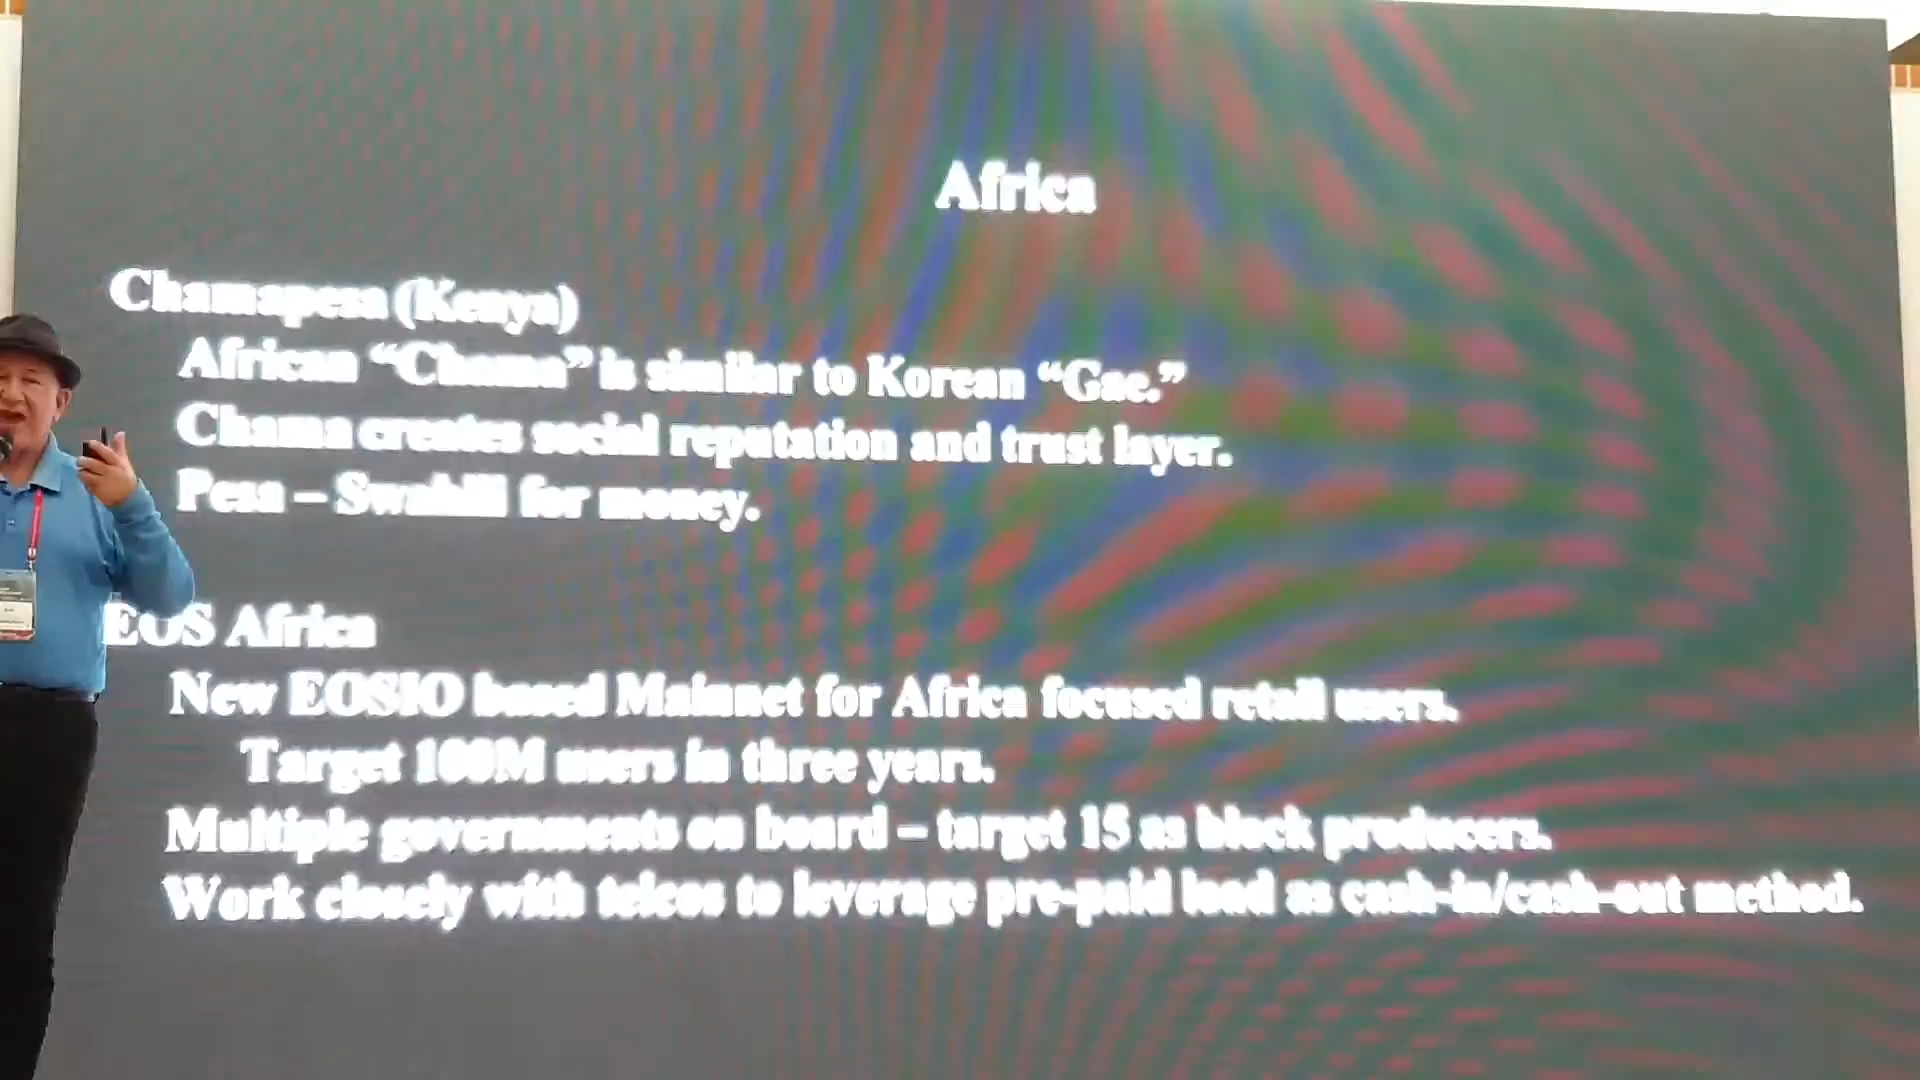 Africa
Chamapesa (Kenya)
African “Chama” is similar to Korean “Gae.”
Chama creates social reputation and trust layer.
Pesa – Swahili for money.
EOS Africa
New EOSIO based Mainnet for Africa focused retail users.
Target 100M users in three years.
Multiple governments on board – target 15 as block producers.
Work closely with telcos to leverage pre-paid load as cash-in/cash-out method.